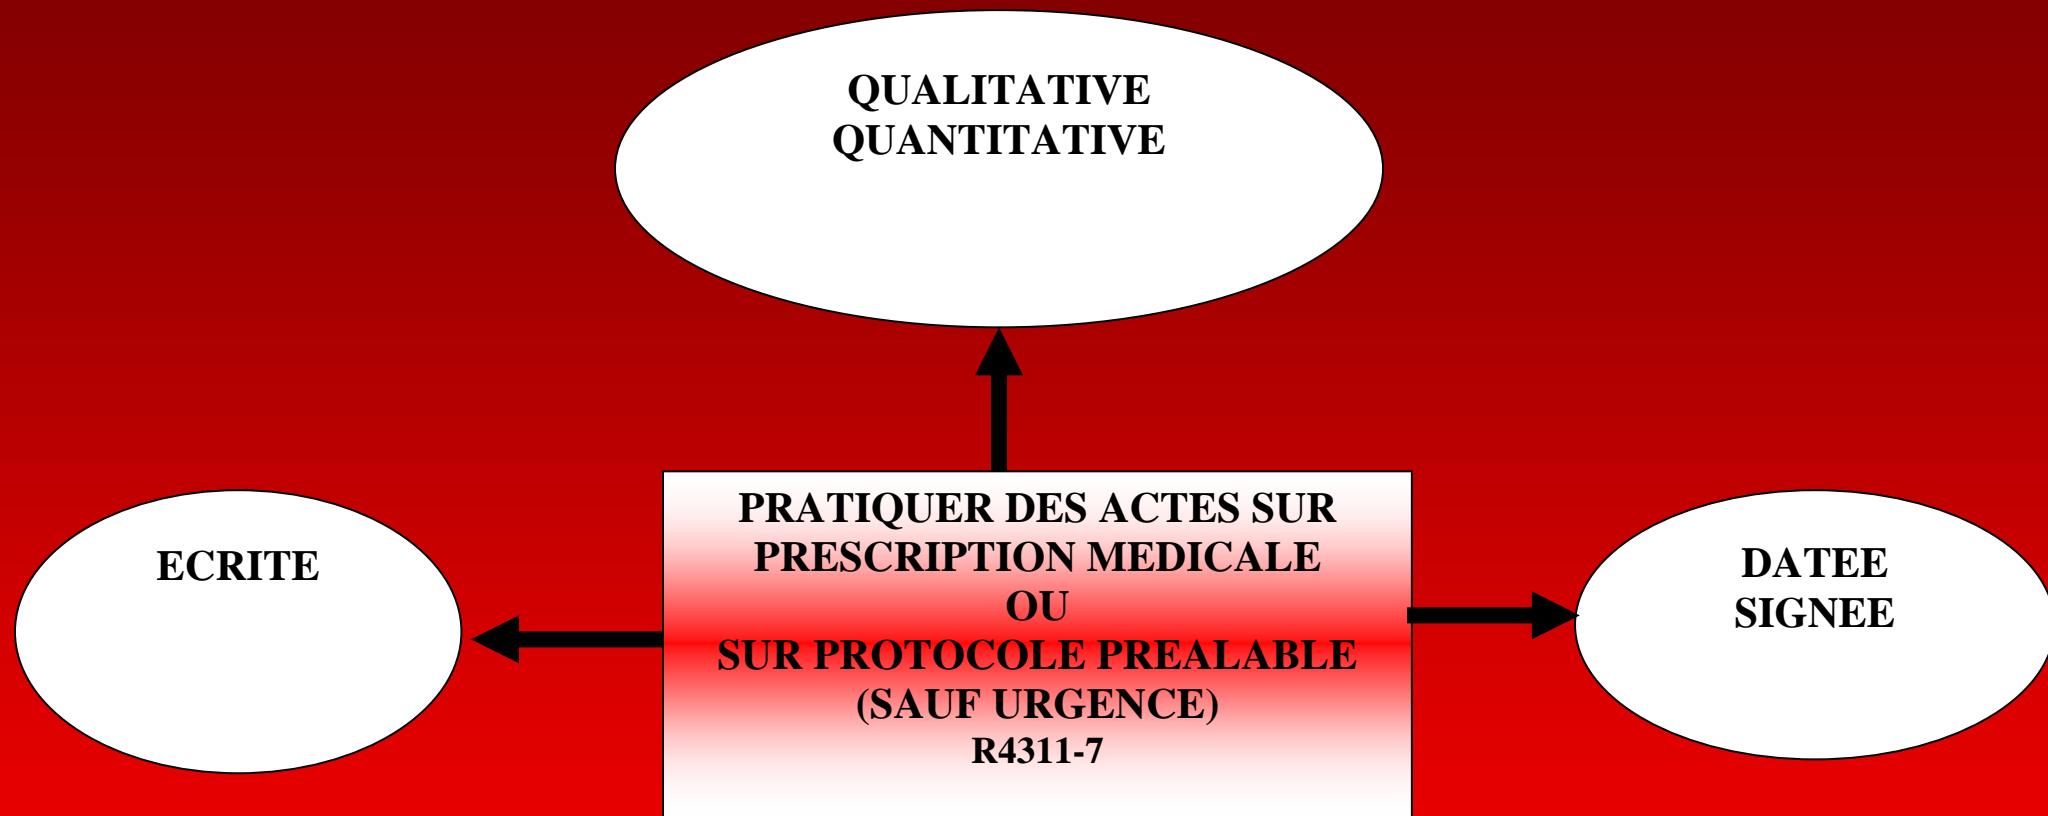 QUALITATIVE
QUANTITATIVE
ECRITE
PRATIQUER DES ACTES SUR
PRESCRIPTION MEDICALE
OU
SUR PROTOCOLE PREALABLE
(SAUF URGENCE)
R4311-7
DATEE
SIGNEE